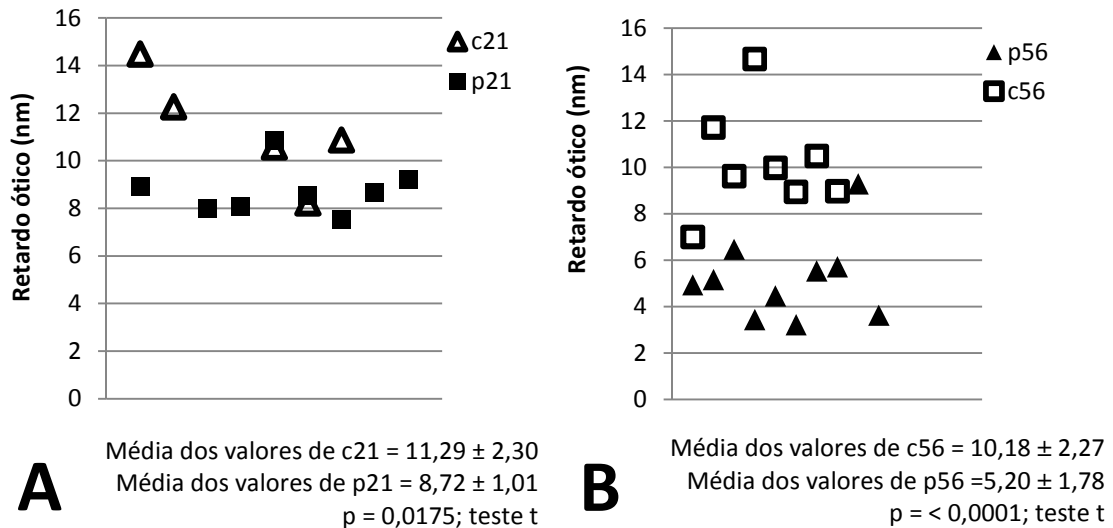 Retardo ótico (nm)
16
14
12
10
8
6
4
2
0
c21
p21
A
Média dos valores de c21 = 11,29 ± 2,30
Média dos valores de p21 = 8,72 ± 1,01
p = 0,0175; teste t
Retardo ótico (nm)
16
14
12
10
8
6
4
2
0
p56
c56
B
Média dos valores de c56 = 10,18 ± 2,27
Média dos valores de p56 =5,20 ± 1,78
p = < 0,0001; teste t